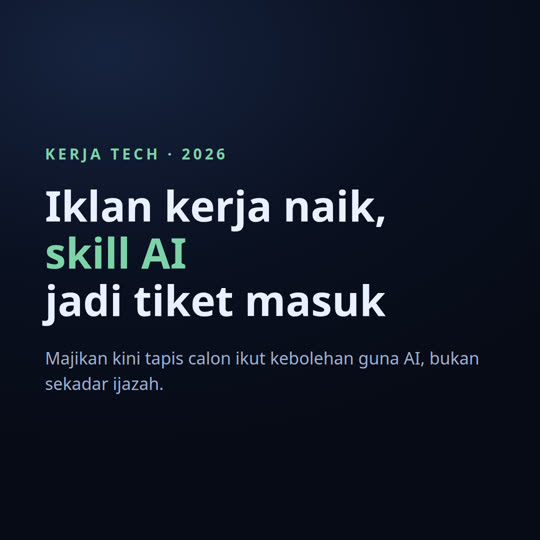 KERJA TECH · 2026
Iklan kerja naik,
skill AI
jadi tiket masuk
Majikan kini tapis calon ikut kebolehan guna AI, bukan
sekadar ijazah.